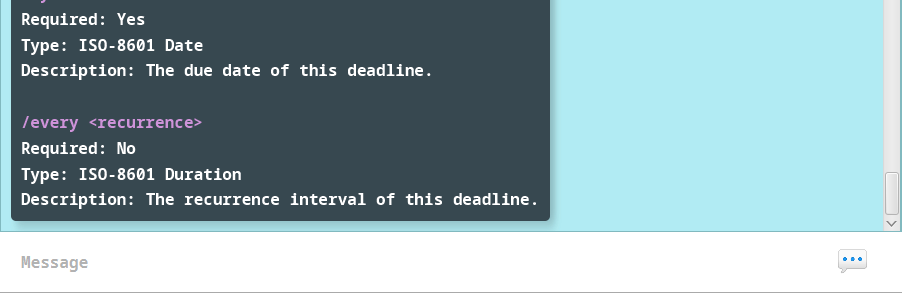 Required: Yes
Type: ISO-8601 Date
Description: The due date of this deadline.
/every <recurrence>
Required: No
Type: ISO-8601 Duration
Description: The recurrence interval of this deadline.
Message